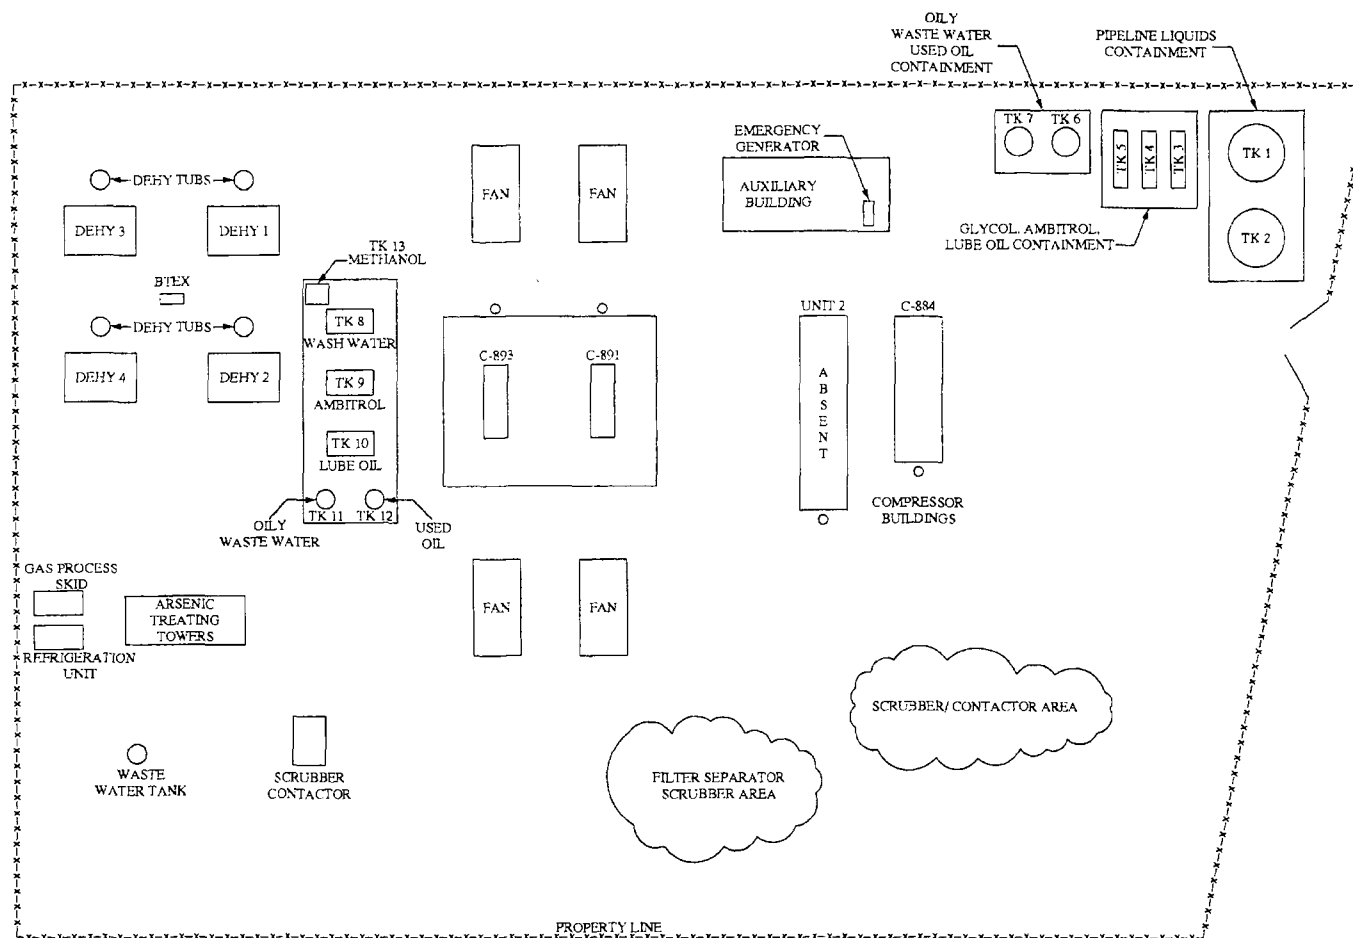 OILY
WASTE WATER
USED OIL
CONTAINMENT
PIPELINE LIQUIDS
CONTAINMENT
TK 7
TK 6
TK 5
TK 4
TK 3
TK 1
TK 2
GLYCOL, AMBITROL,
LUBE OIL CONTAINMENT
EMERGENCY
GENERATOR
AUXILIARY
BUILDING
FAN
FAN
DEHY TUBS
DEHY 3
DEHY 1
BTEX
DEHY TUBS
DEHY 4
DEHY 2
TK 13
METHANOL
TK 8
WASH WATER
TK 9
AMBITROL
TK 10
LUBE OIL
TK 11
TK 12
OILY
WASTE WATER
USED
OIL
C-893
C-891
UNIT 2
ABSENT
C-884
COMPRESSOR
BUILDINGS
GAS PROCESS
SKID
REFRIGERATION
UNIT
ARSENIC
TREATING
TOWERS
FAN
FAN
WASTE
WATER TANK
SCRUBBER
CONTACTOR
FILTER SEPARATOR
SCRUBBER AREA
SCRUBBER/ CONTACTOR AREA
PROPERTY LINE